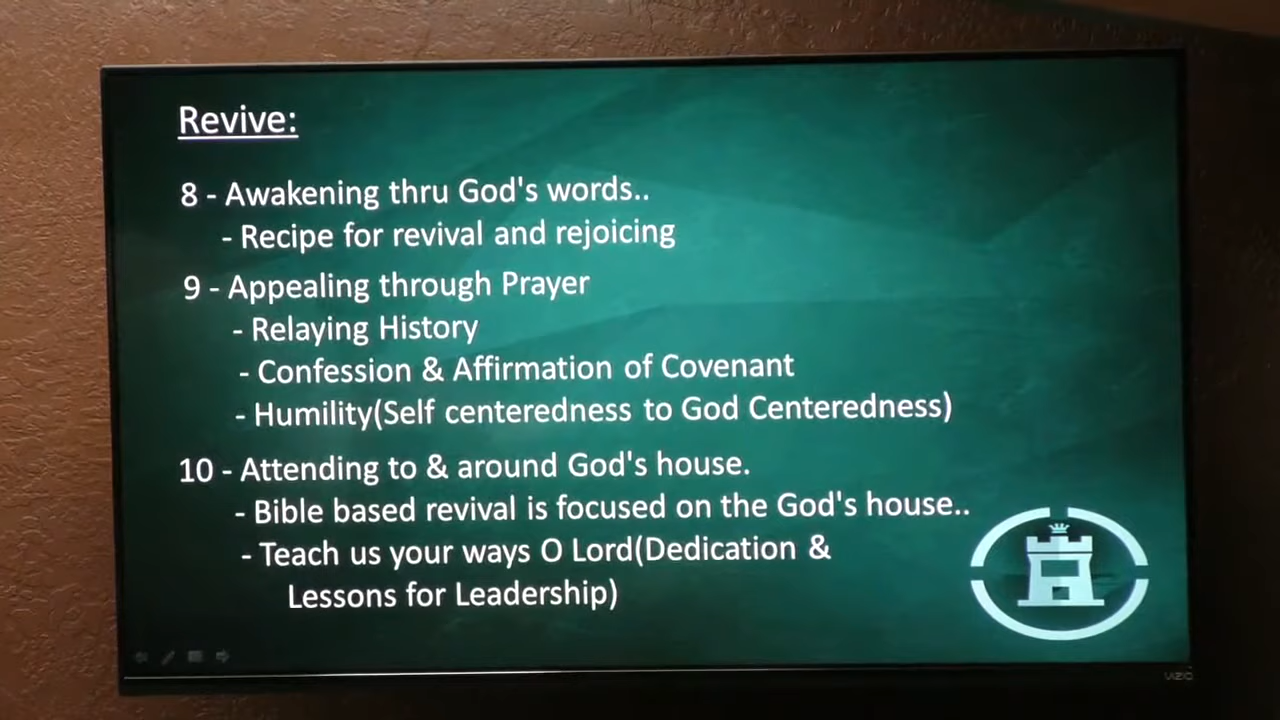 Revive:
8 - Awakening thru God's words..
- Recipe for revival and rejoicing
9 - Appealing through Prayer
- Relaying History
- Confession & Affirmation of Covenant
- Humility(Self centeredness to God Centeredness)
10 - Attending to & around God's house.
- Bible based revival is focused on the God's house..
- Teach us your ways O Lord(Dedication &
Lessons for Leadership)
VIZIO